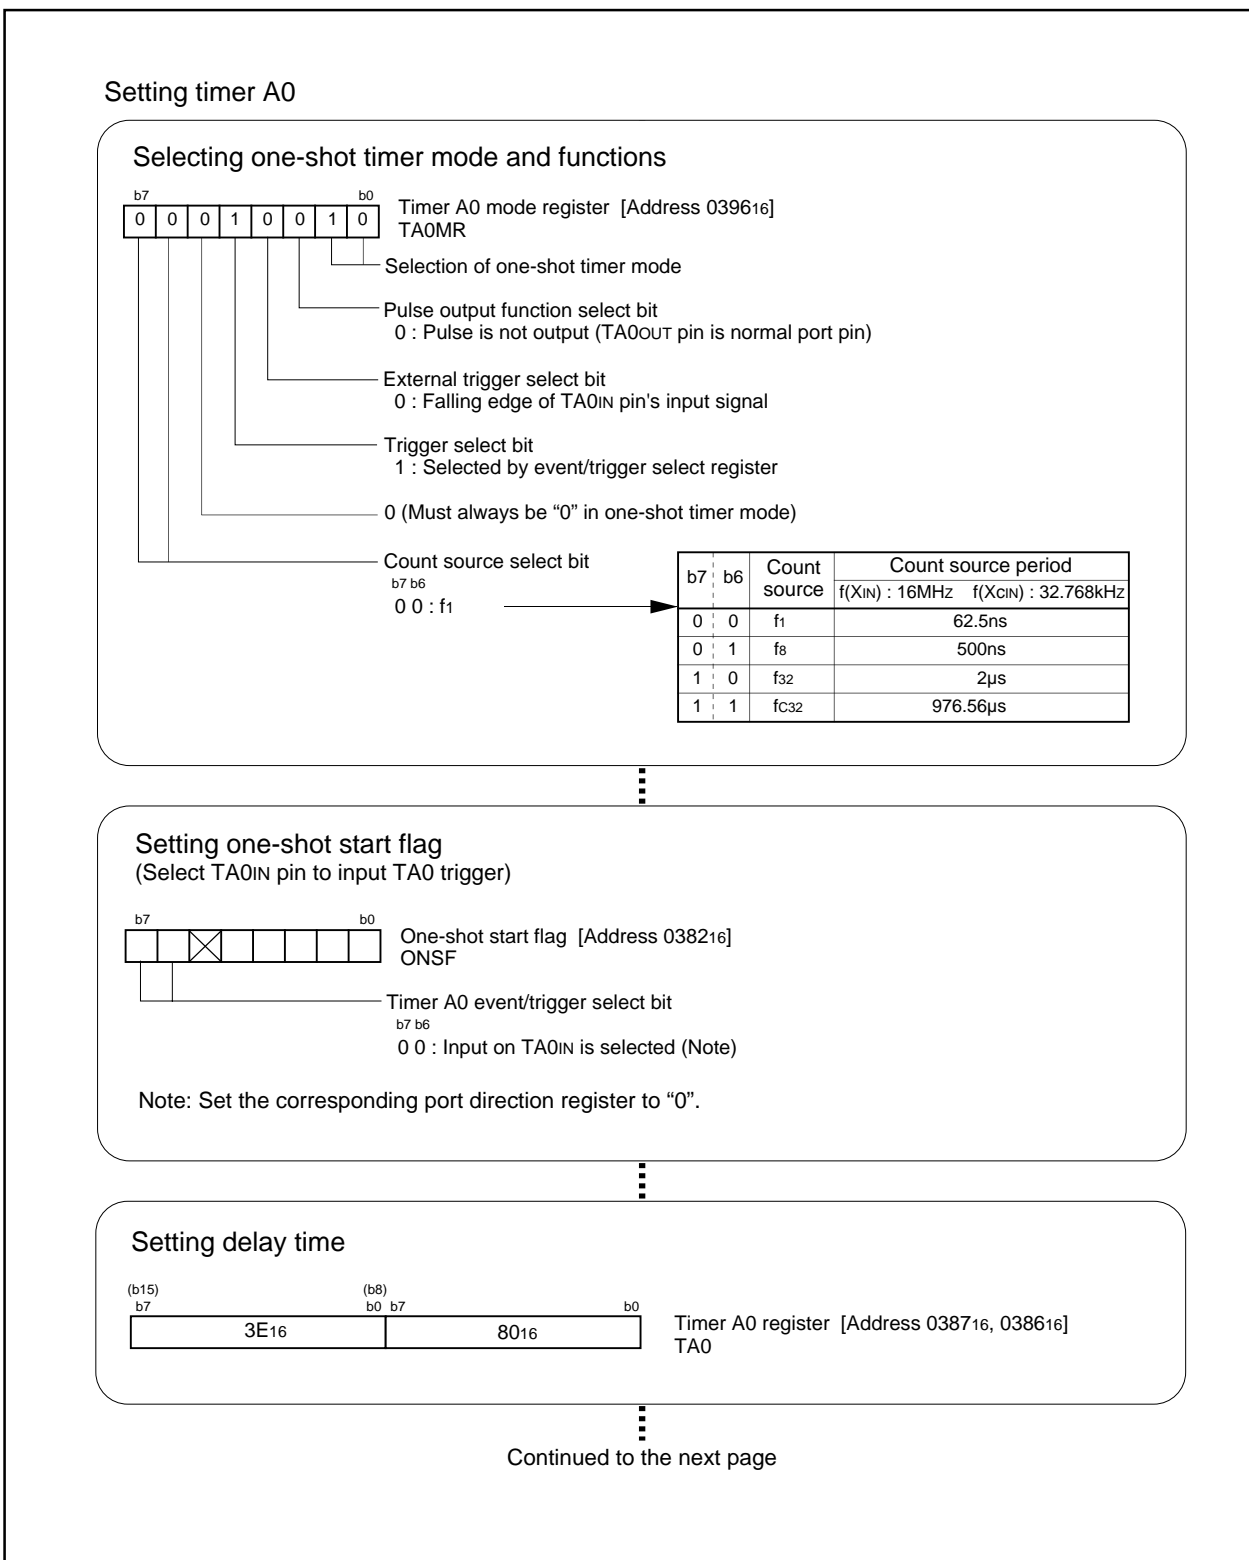 Setting timer A0
Selecting one-shot timer mode and functions
b7 b0
0 0 0 1 0 0 1 0
Timer A0 mode register [Address 039616]
TA0MR
Selection of one-shot timer mode
Pulse output function select bit
0 : Pulse is not output (TA0OUT pin is normal port pin)
External trigger select bit
0 : Falling edge of TA0IN pin's input signal
Trigger select bit
1 : Selected by event/trigger select register
0 (Must always be “0” in one-shot timer mode)
Count source select bit
b7 b6
0 0 : f1
b7 b6 Count source Count source period
f(XIN) : 16MHz f(XCIN) : 32.768kHz
0 0 f1 62.5ns
0 1 f8 500ns
1 0 f32 2µs
1 1 fC32 976.56µs
Setting one-shot start flag
(Select TA0IN pin to input TA0 trigger)
b7 b0
One-shot start flag [Address 038216]
ONSF
Timer A0 event/trigger select bit
b7 b6
0 0 : Input on TA0IN is selected (Note)
Note: Set the corresponding port direction register to “0”.
Setting delay time
(b15) (b8)
b7 b0 b7 b0
3E16 8016
Timer A0 register [Address 038716, 038616]
TA0
Continued to the next page